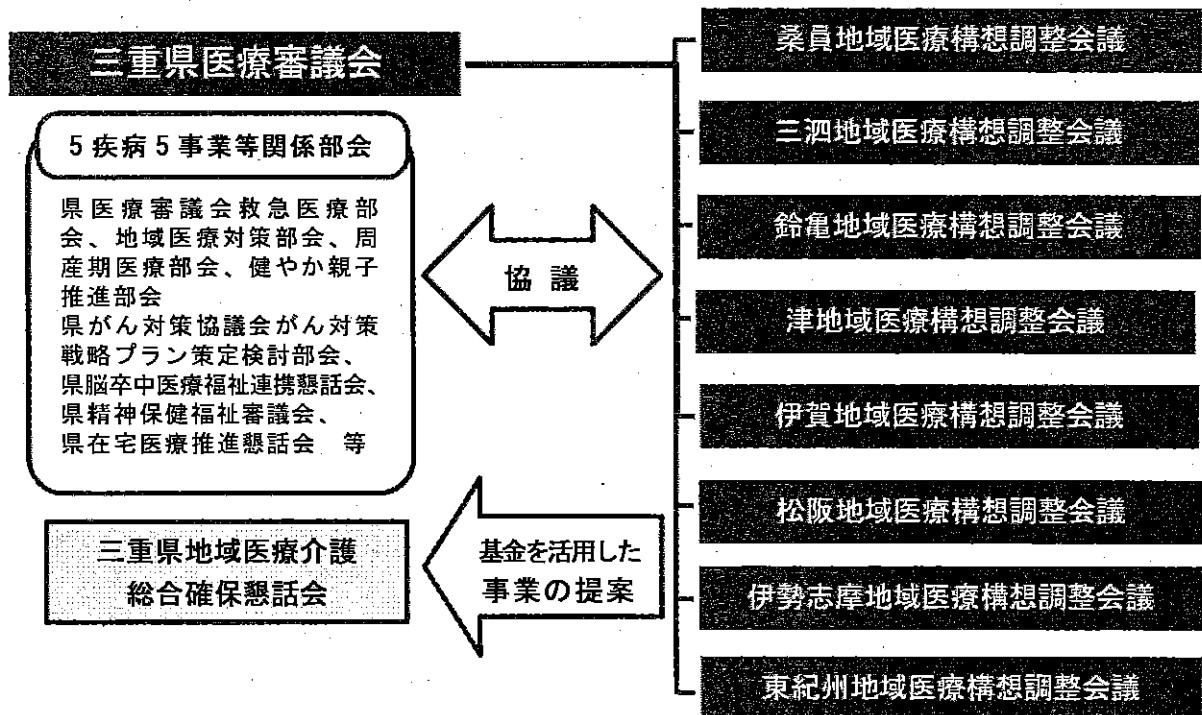 三重県医療審議会
5疾病5事業等関係部会
県医療審議会救急医療部
会、地域医療対策部会、周
産期医療部会、健やか親子
推進部会
県がん対策協議会がん対策
戦略プラン策定検討部会、
県脳卒中医療福祉連携懇話会、
県精神保健福祉審議会、
県在宅医療推進懇話会 等
協議
三重県地域医療介護
総合確保懇話会
基金を活用した
事業の提案
桑員地域医療構想調整会議
三泗地域医療構想調整会議
鈴亀地域医療構想調整会議
津地域医療構想調整会議
伊賀地域医療構想調整会議
松阪地域医療構想調整会議
伊勢志摩地域医療構想調整会議
東紀州地域医療構想調整会議